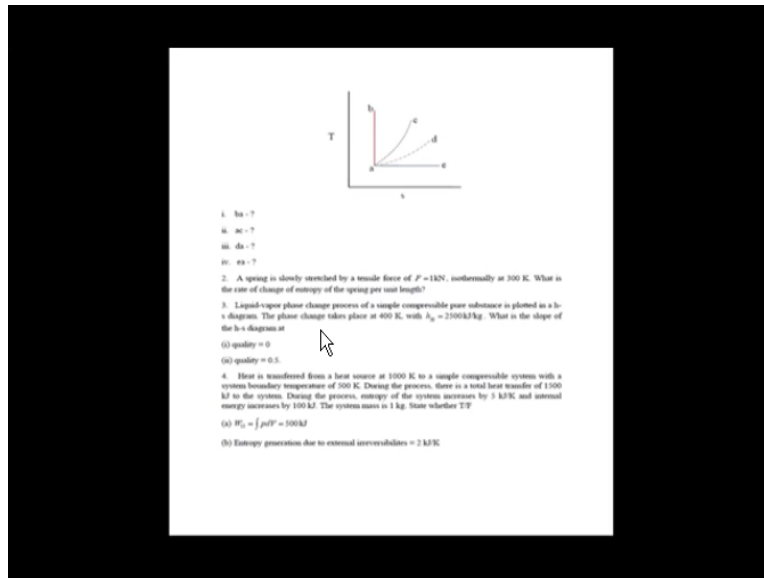 b
c
T
d
a
e
s
i. ba - ?
ii. ac - ?
iii. da - ?
iv. ea - ?
2. A spring is slowly stretched by a tensile force of F = 1kN, isothermally at 300 K. What is
the rate of change of entropy of the spring per unit length?
3. Liquid-vapor phase change process of a simple compressible pure substance is plotted in a h-
s diagram. The phase change takes place at 400 K, with h_fg = 2500kJ/kg. What is the slope of
the h-s diagram at
(i) quality = 0
(ii) quality = 0.5.
4. Heat is transferred from a heat source at 1000 K to a simple compressible system with a
system boundary temperature of 500 K. During the process, there is a total heat transfer of 1500
kJ to the system. During the process, entropy of the system increases by 5 kJ/K and internal
energy increases by 100 kJ. The system mass is 1 kg. State whether T/F
(a) = ∫ pdV = 500 kJ
(b) Entropy generation due to external irreversibilites = 2 kJ/K